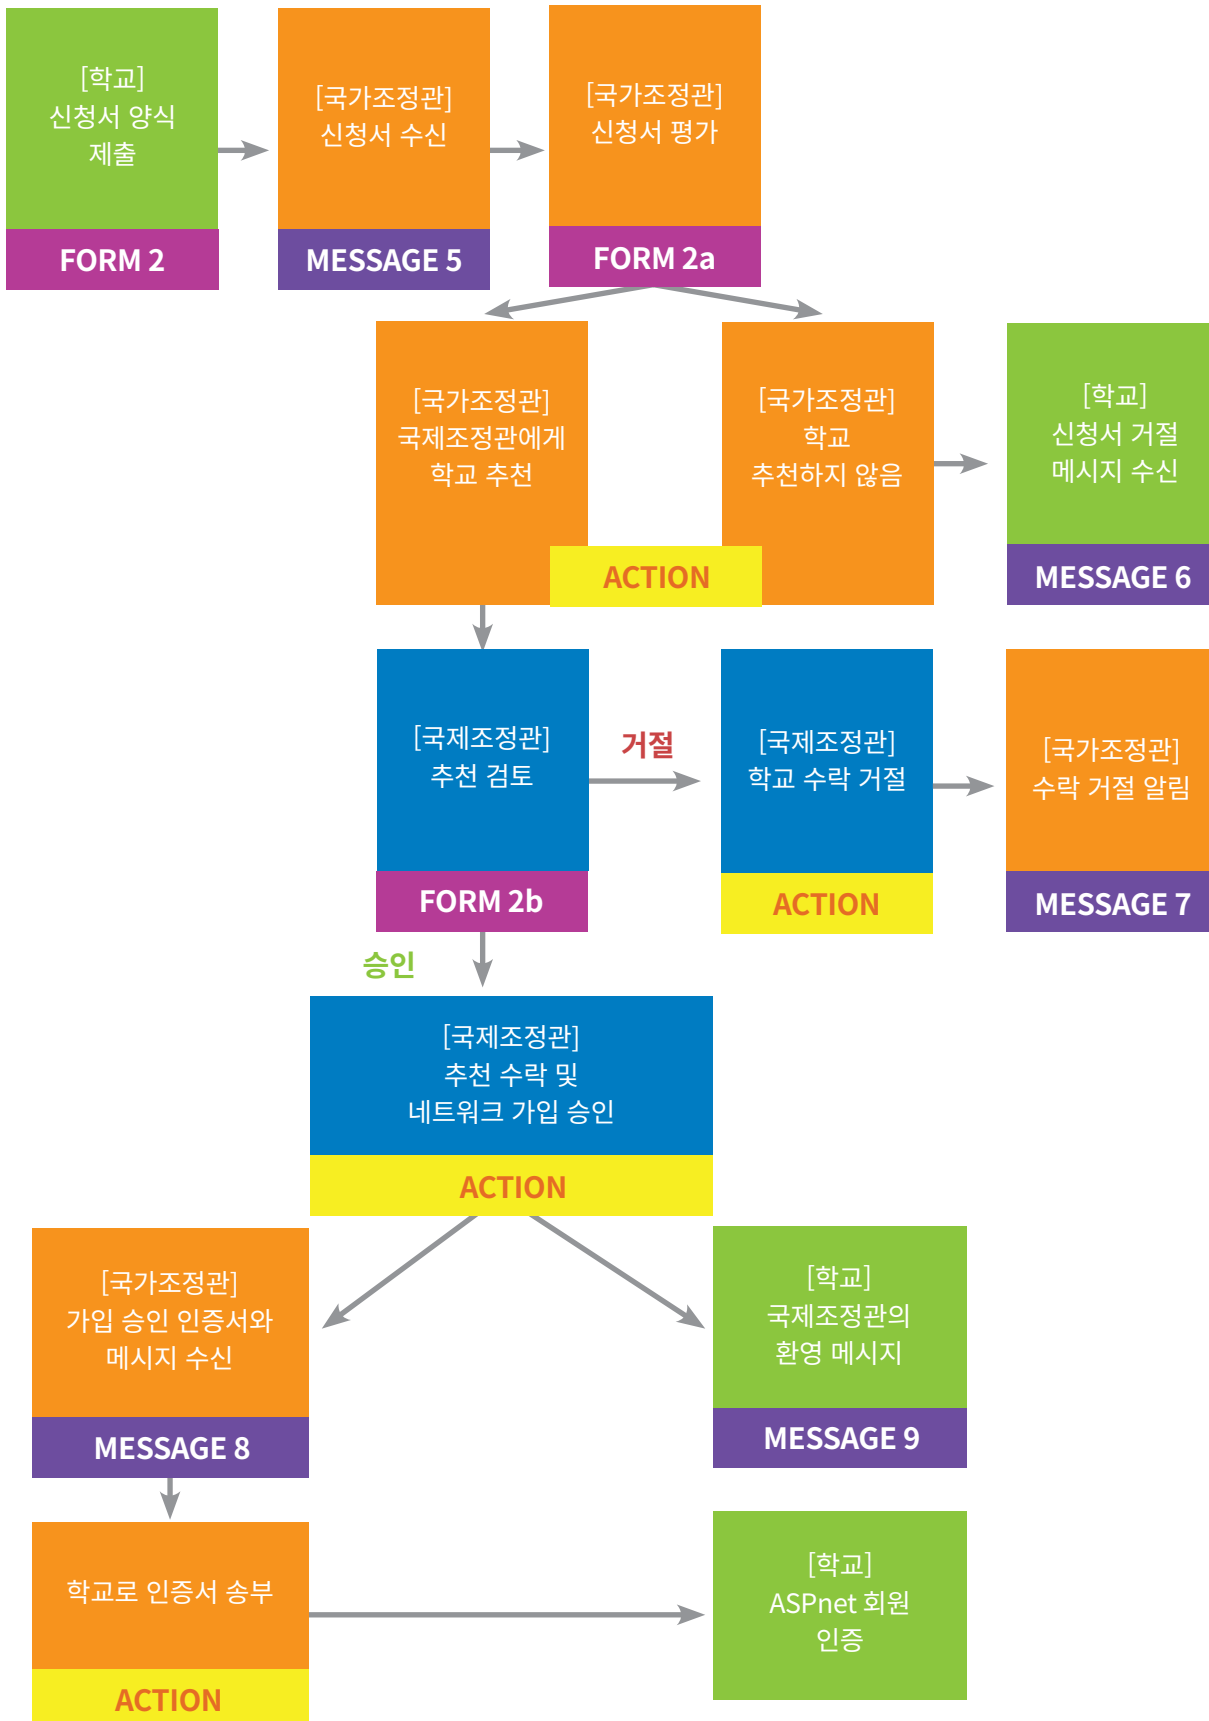 [학교]
신청서 양식
제출
FORM 2
[국가조정관]
신청서 수신
MESSAGE 5
[국가조정관]
신청서 평가
FORM 2a
[국가조정관]
국제조정관에게
학교 추천
[국가조정관]
학교
추천하지 않음
ACTION
[학교]
신청서 거절
메시지 수신
MESSAGE 6
[국제조정관]
추천 검토
FORM 2b
거절
[국제조정관]
학교 수락 거절
ACTION
[국가조정관]
수락 거절 알림
MESSAGE 7
승인
[국제조정관]
추천 수락 및
네트워크 가입 승인
ACTION
[국가조정관]
가입 승인 인증서와
메시지 수신
MESSAGE 8
[학교]
국제조정관의
환영 메시지
MESSAGE 9
학교로 인증서 송부
ACTION
[학교]
ASPnet 회원
인증